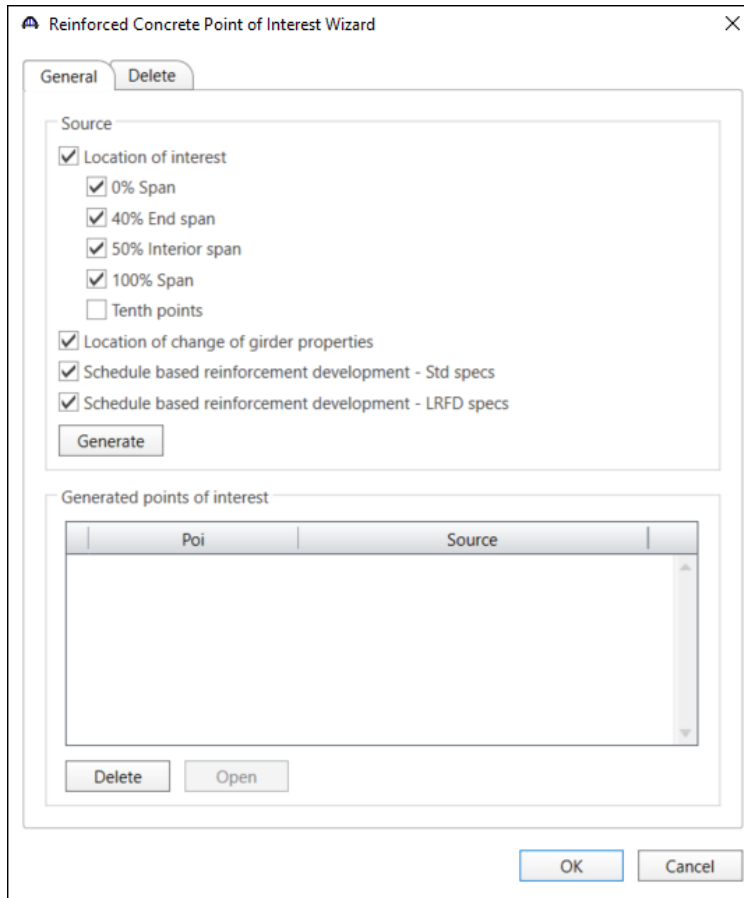 Reinforced Concrete Point of Interest Wizard
General Delete
Source
Location of interest
0% Span
40% End span
50% Interior span
100% Span
Tenth points
Location of change of girder properties
Schedule based reinforcement development - Std specs
Schedule based reinforcement development - LRFD specs
Generate
Generated points of interest
Poi Source
Delete Open
OK Cancel